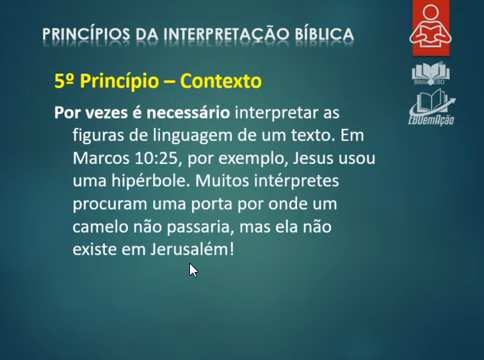 PRINCÍPIOS DA INTERPRETAÇÃO BÍBLICA
5º Princípio – Contexto
Por vezes é necessário interpretar as
figuras de linguagem de um texto. Em
Marcos 10:25, por exemplo, Jesus usou
uma hipérbole. Muitos intérpretes
procuram uma porta por onde um
camelo não passaria, mas ela não
existe em Jerusalém!
EBDemAção